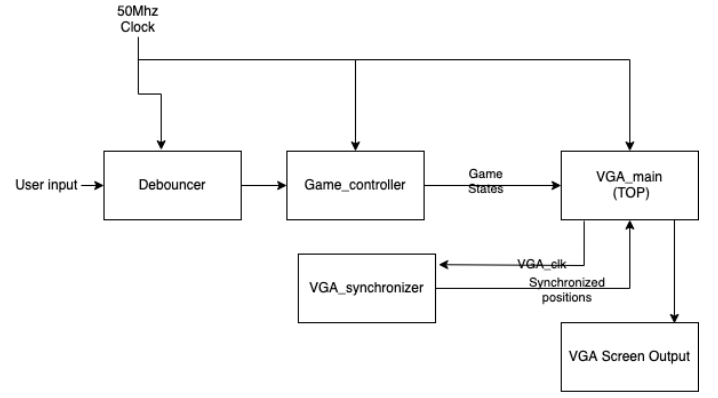 50Mhz
Clock
User input
Debouncer
Game_controller
Game
States
VGA_main
(TOP)
VGA_clk
VGA_synchronizer
Synchronized
positions
VGA Screen Output